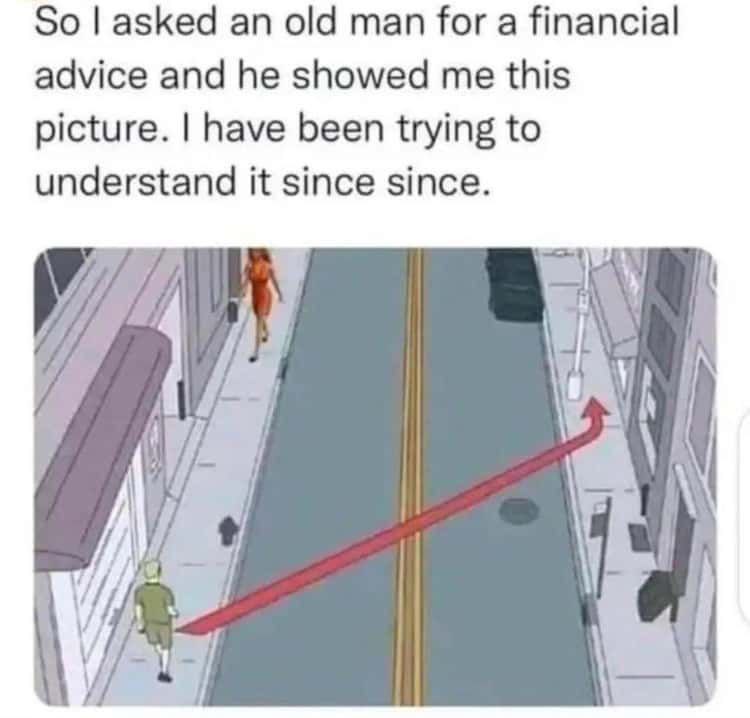 So I asked an old man for a financial
advice and he showed me this
picture. I have been trying to
understand it since since.